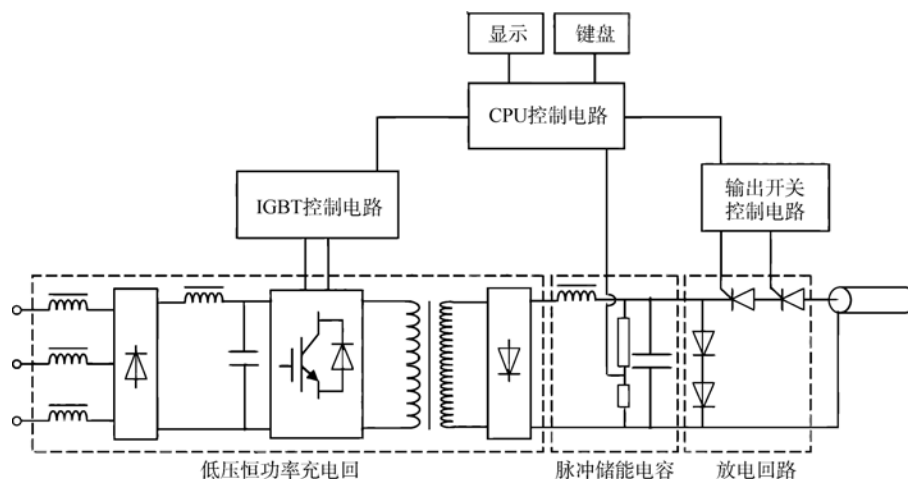 显示
键盘
CPU控制电路
IGBT控制电路
输出开关
控制电路
低压恒功率充电回
脉冲储能电容
放电回路